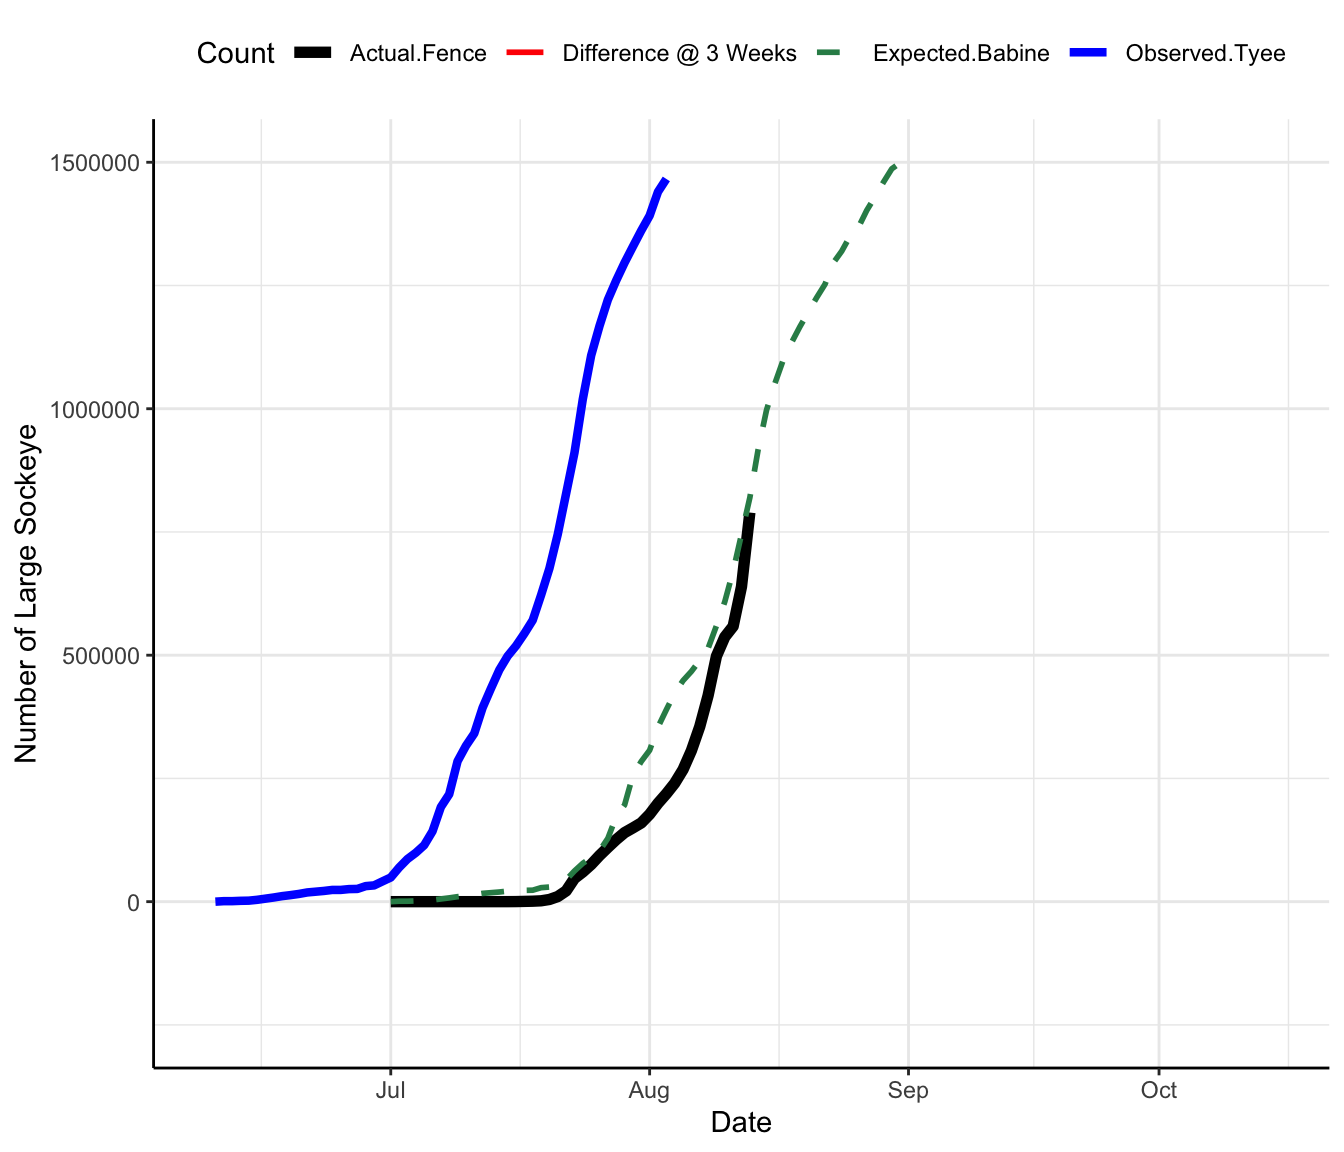 Count Actual.Fence Difference @ 3 Weeks Expected.Babine Observed.Tyee
Number of Large Sockeye
1500000
1000000
500000
0
Jul Aug Sep Oct
Date